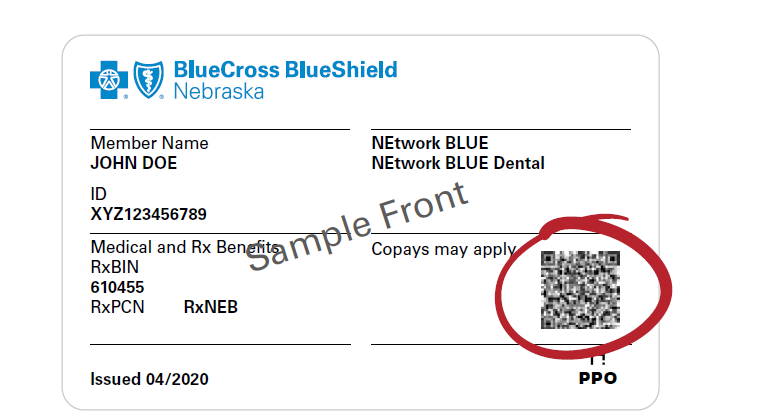 BlueCross BlueShield
Nebraska
Member Name
JOHN DOE
ID
XYZ123456789
Medical and Rx Benefits
RxBIN
610455
RxPCN RxNEB
Issued 04/2020
NEtwork BLUE
NEtwork BLUE Dental
Copays may apply
PPO
Sample Front